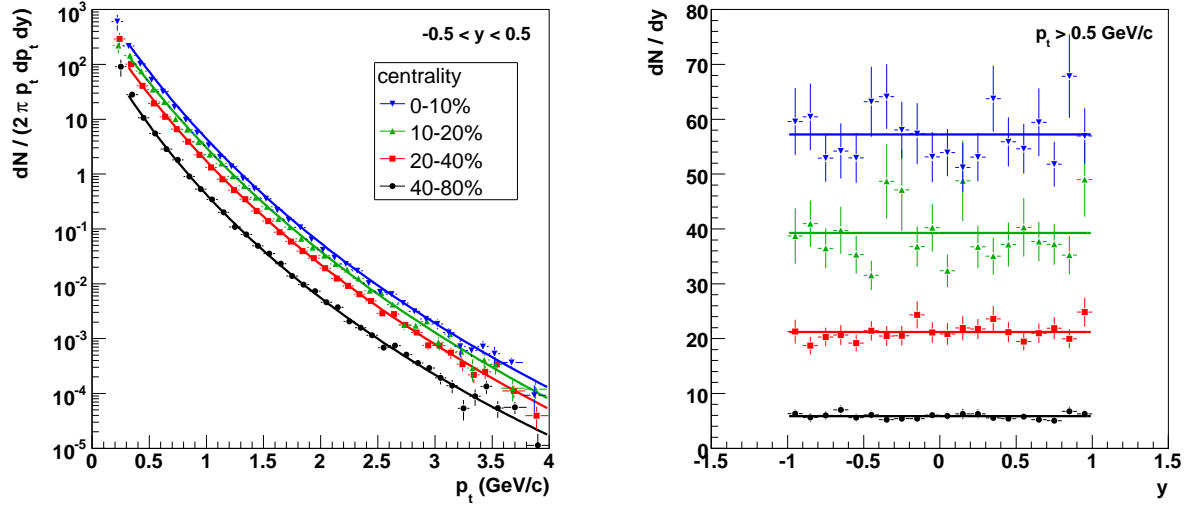 dN / (2 π p_t dp_t dy)
10^3
10^2
10
1
10^-1
10^-2
10^-3
10^-4
10^-5
-0.5 < y < 0.5
centrality
0-10%
10-20%
20-40%
40-80%
0 0.5 1 1.5 2 2.5 3 3.5 4
p_t (GeV/c)
dN / dy
80
70
60
50
40
30
20
10
0
p_t > 0.5 GeV/c
-1.5 -1 -0.5 0 0.5 1 1.5
y